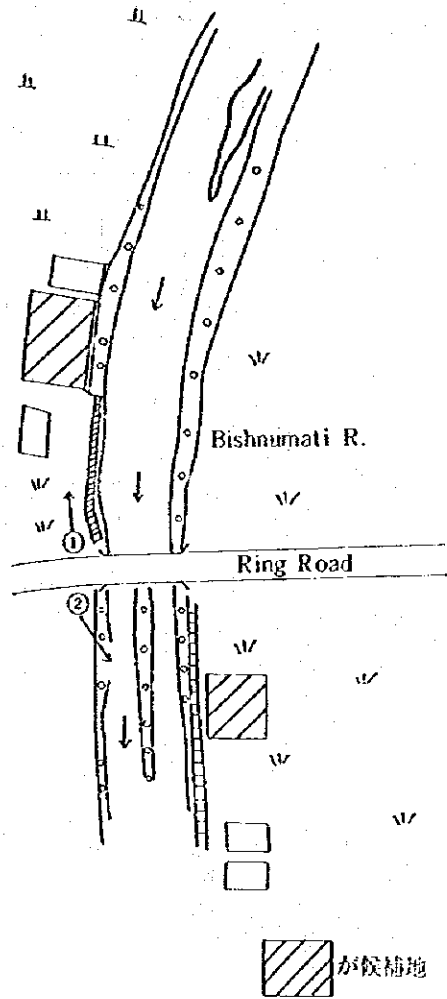 Bishnumati R.
①
Ring Road
②
が候補地